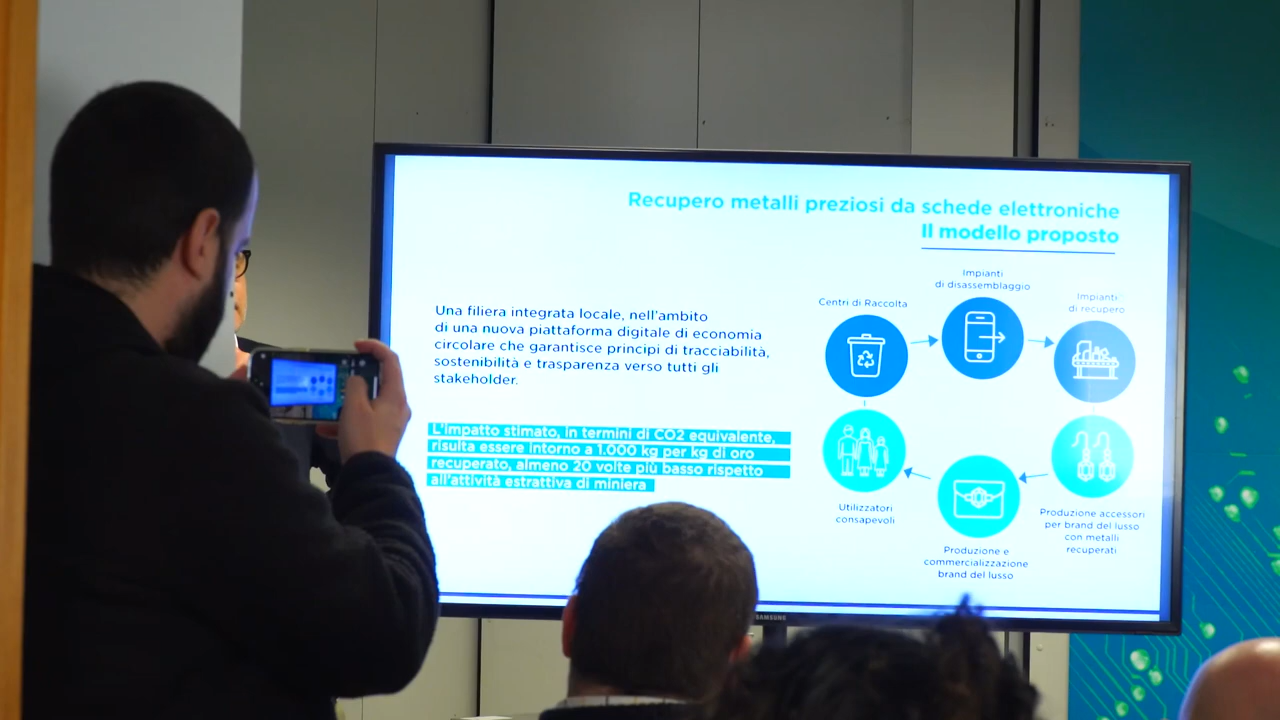 Recupero metalli preziosi da schede elettroniche
Il modello proposto
Una filiera integrata locale, nell'ambito
di una nuova piattaforma digitale di economia
circolare che garantisce principi di tracciabilità,
sostenibilità e trasparenza verso tutti gli
stakeholder.
L'impatto stimato, in termini di CO2 equivalente,
risulta essere intorno a 1.000 kg per kg di oro
recuperato, almeno 20 volte più basso rispetto
all'attività estrattiva di miniera
Centri di Raccolta
Impianti
di disassemblaggio
Impianti
di recupero
Utilizzatori
consapevoli
Produzione e
commercializzazione
brand del lusso
Produzione accessori
per brand del lusso
con metalli
recuperati
SAMSUNG